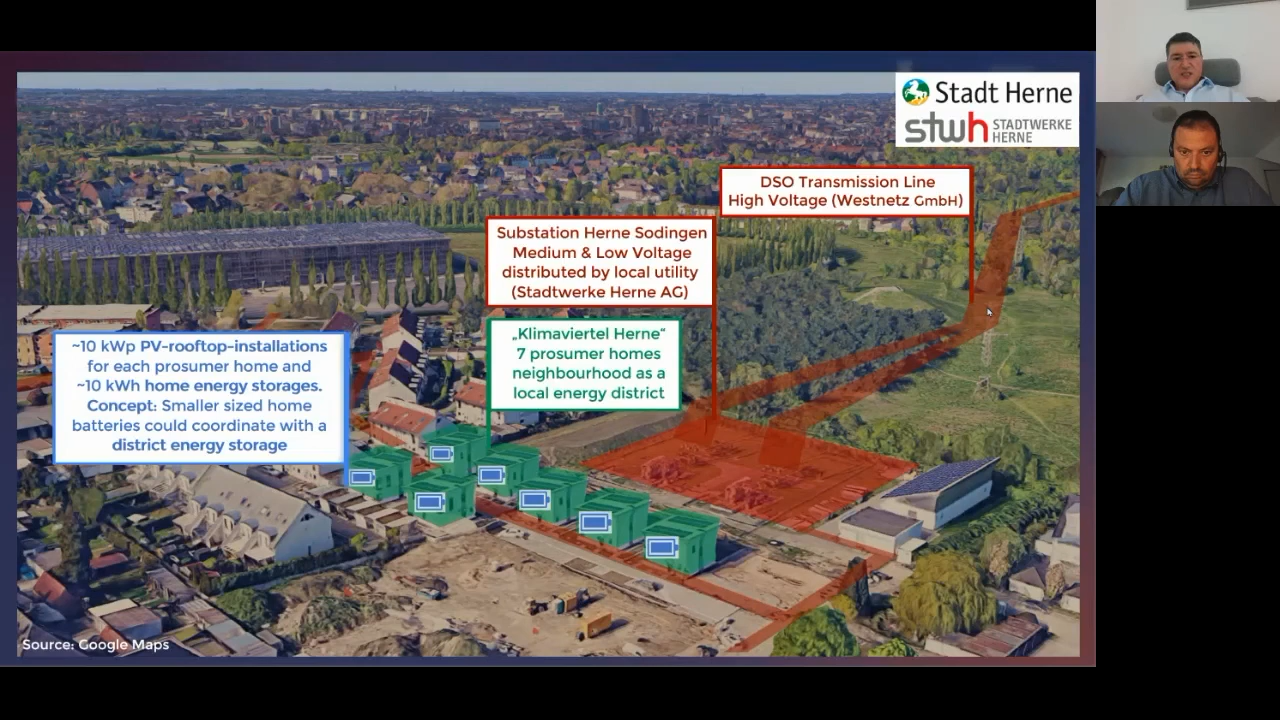 Stadt Herne
stwh STADTWERKE
HERNE
DSO Transmission Line
High Voltage (Westnetz GmbH)
Substation Herne Sodingen
Medium & Low Voltage
distributed by local utility
(Stadtwerke Herne AG)
„Klimaviertel Herne“
7 prosumer homes
neighbourhood as a
local energy district
~10 kWp PV-rooftop-installations
for each prosumer home and
~10 kWh home energy storages.
Concept: Smaller sized home
batteries could coordinate with a
district energy storage
Source: Google Maps